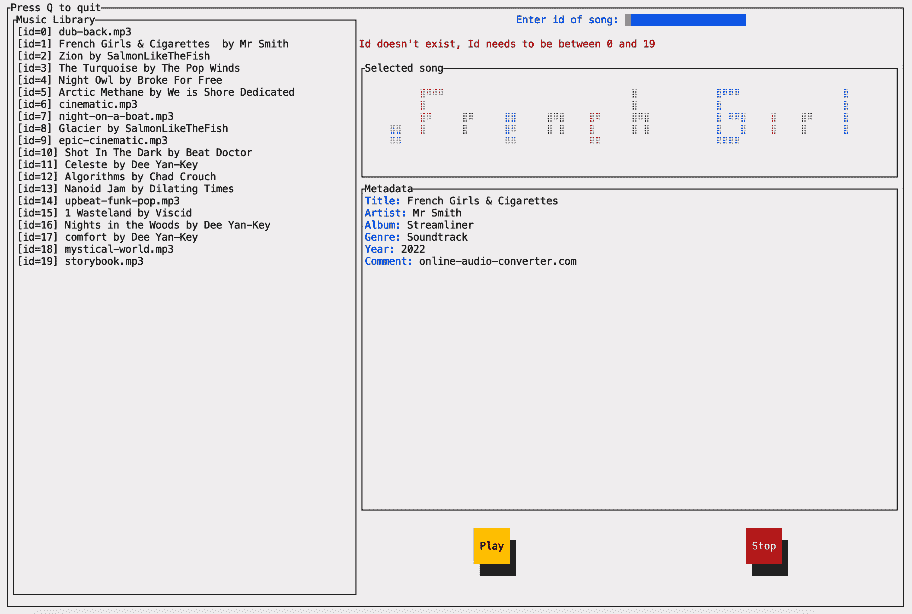 Press Q to quit
Music Library
[id=0] dub-back.mp3
[id=1] French Girls & Cigarettes  by Mr Smith
[id=2] Zion by SalmonLikeTheFish
[id=3] The Turquoise by The Pop Winds
[id=4] Night Owl by Broke For Free
[id=5] Arctic Methane by We is Shore Dedicated
[id=6] cinematic.mp3
[id=7] night-on-a-boat.mp3
[id=8] Glacier by SalmonLikeTheFish
[id=9] epic-cinematic.mp3
[id=10] Shot In The Dark by Beat Doctor
[id=11] Celeste by Dee Yan-Key
[id=12] Algorithms by Chad Crouch
[id=13] Nanoid Jam by Dilating Times
[id=14] upbeat-funk-pop.mp3
[id=15] 1 Wasteland by Viscid
[id=16] Nights in the Woods by Dee Yan-Key
[id=17] comfort by Dee Yan-Key
[id=18] mystical-world.mp3
[id=19] storybook.mp3
Enter id of song:
Id doesn't exist, Id needs to be between 0 and 19
Selected song
Metadata
Title: French Girls & Cigarettes
Artist: Mr Smith
Album: Streamliner
Genre: Soundtrack
Year: 2022
Comment: online-audio-converter.com
Play
Stop